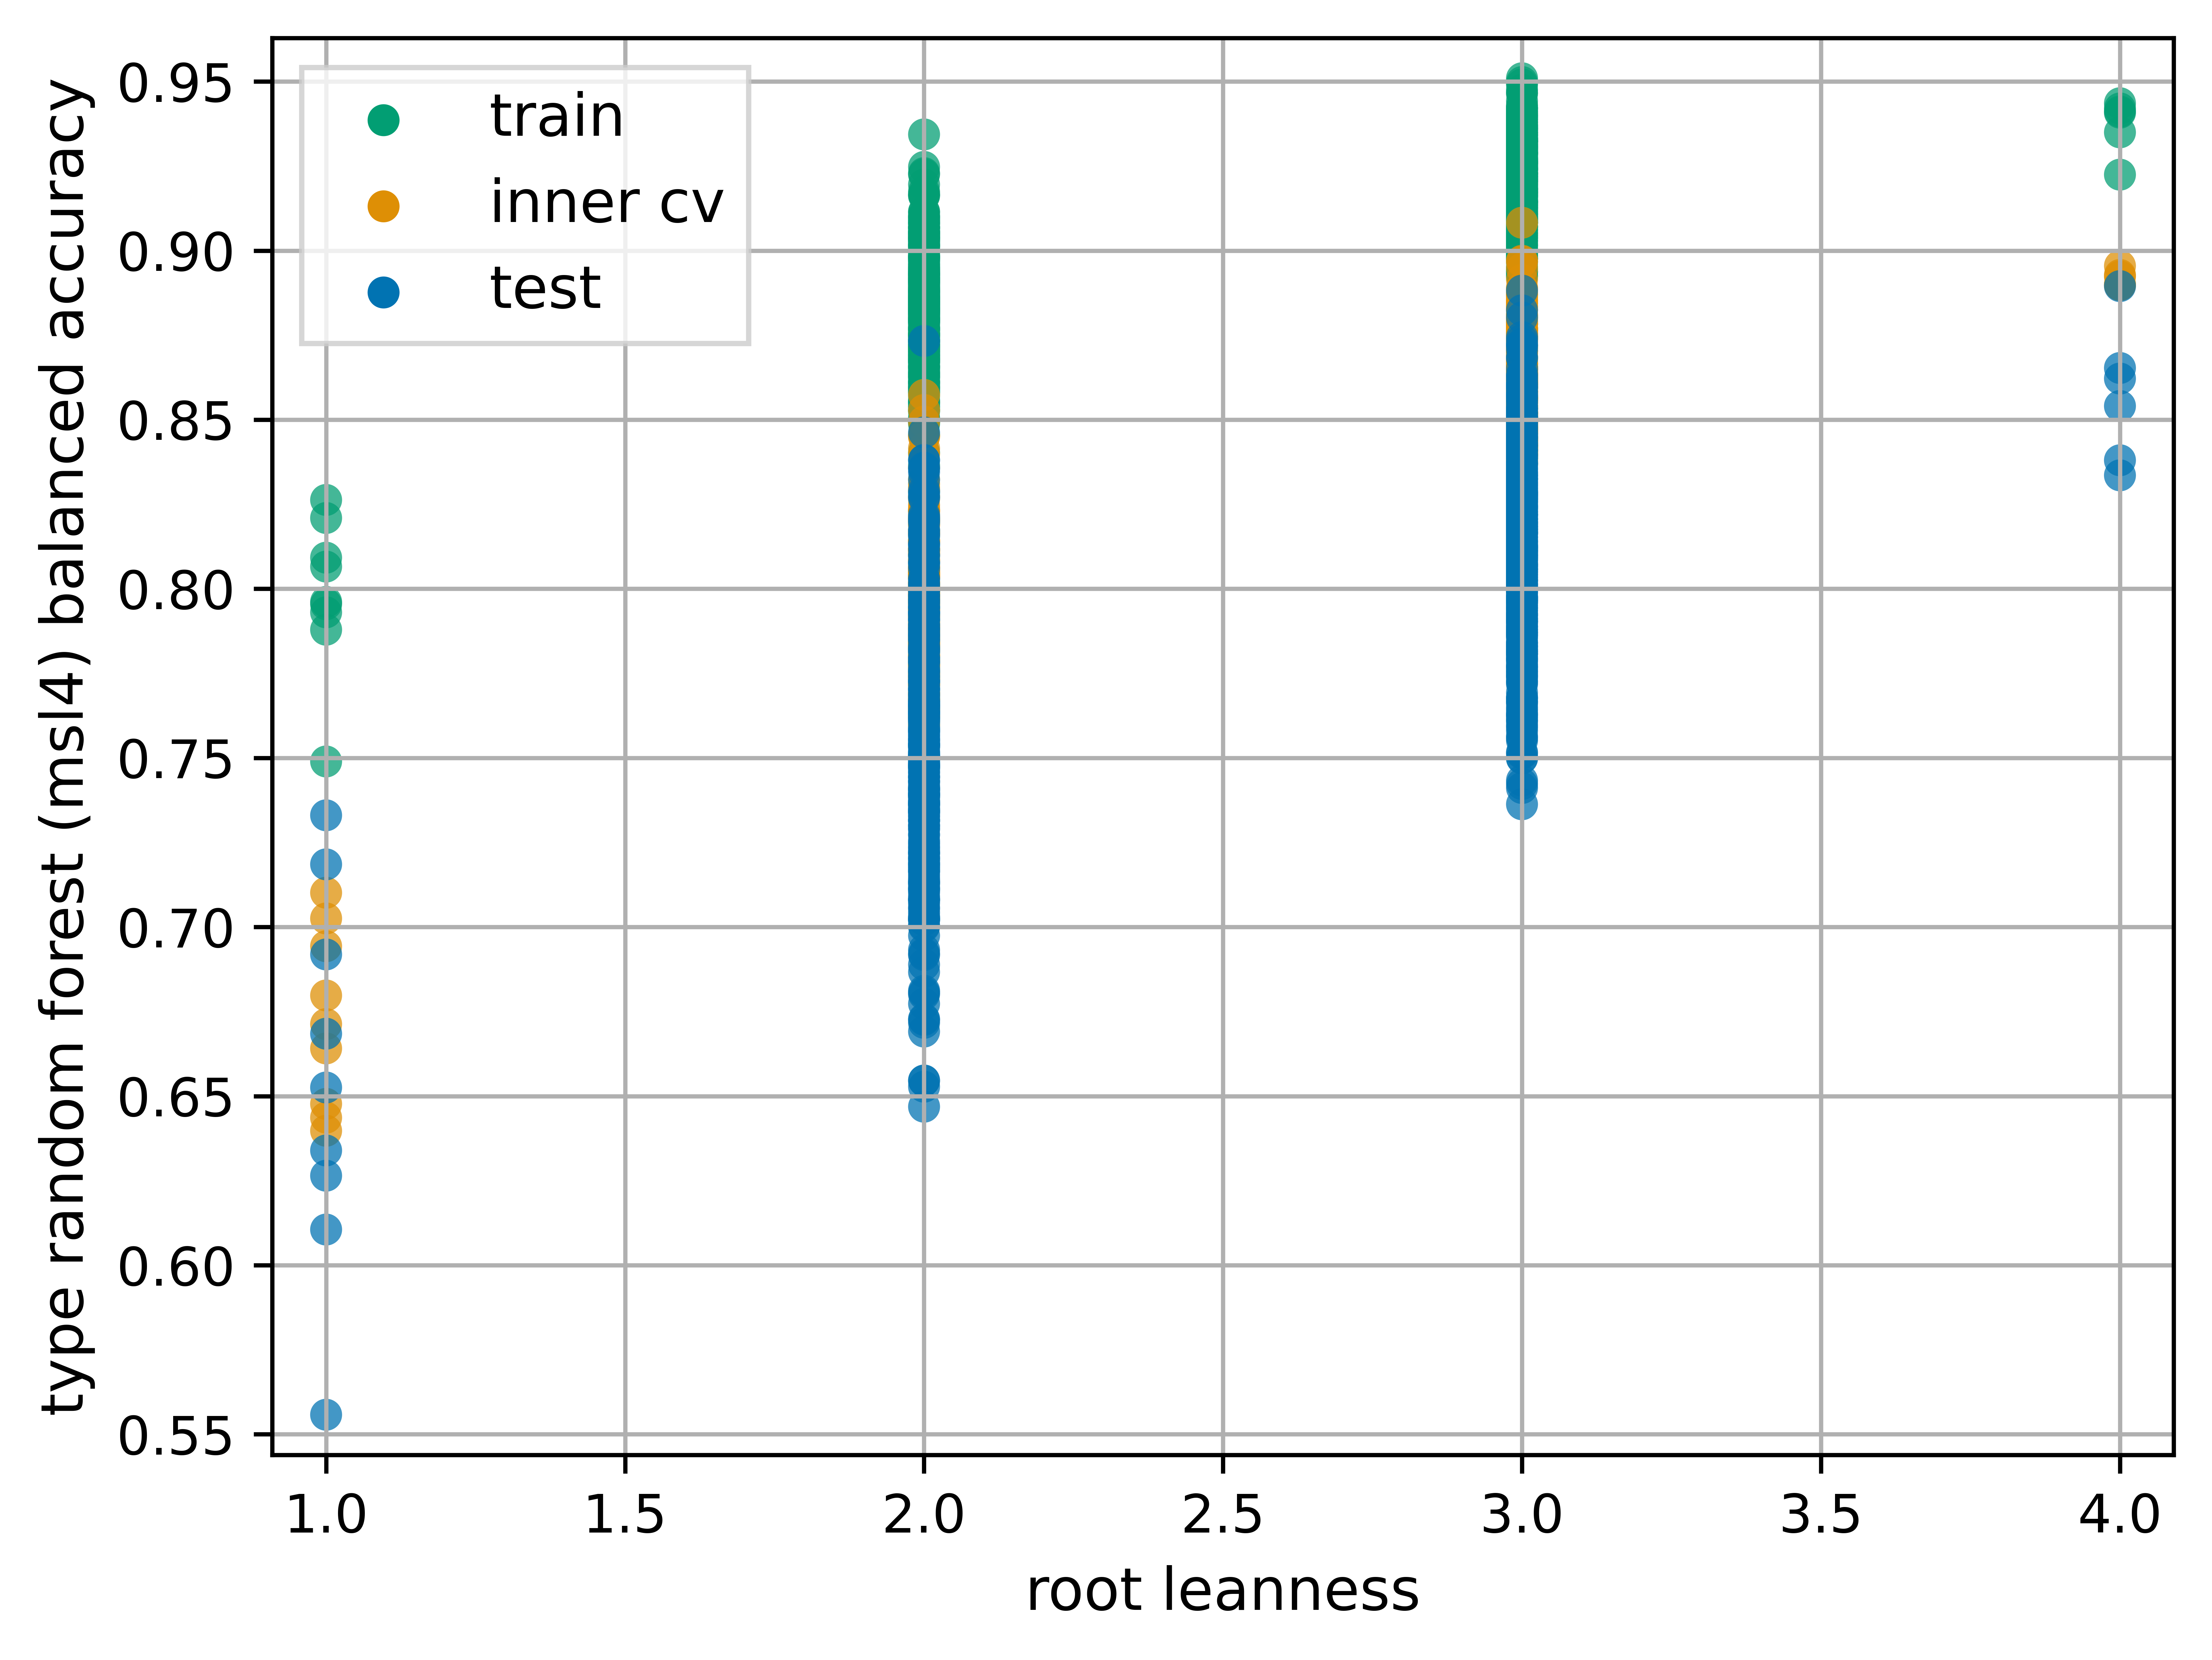 type random forest (msl4) balanced accuracy
0.95
0.90
0.85
0.80
0.75
0.70
0.65
0.60
0.55
train
inner cv
test
1.0 1.5 2.0 2.5 3.0 3.5 4.0
root leanness